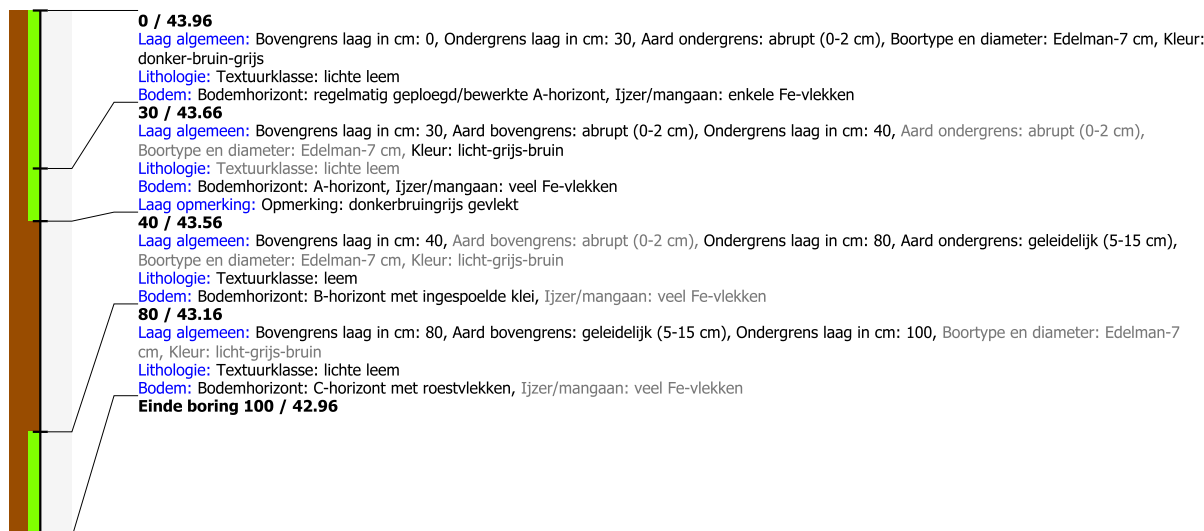 0 / 43.96
Laag algemeen: Bovengrens laag in cm: 0, Ondergrens laag in cm: 30, Aard ondergrens: abrupt (0-2 cm), Boortype en diameter: Edelman-7 cm, Kleur:
donker-bruin-grijs
Lithologie: Textuurklasse: lichte leem
Bodem: Bodemhorizont: regelmatig geploegd/bewerkte A-horizont, Ijzer/mangaan: enkele Fe-vlekken
30 / 43.66
Laag algemeen: Bovengrens laag in cm: 30, Aard bovengrens: abrupt (0-2 cm), Ondergrens laag in cm: 40, Aard ondergrens: abrupt (0-2 cm),
Boortype en diameter: Edelman-7 cm, Kleur: licht-grijs-bruin
Lithologie: Textuurklasse: lichte leem
Bodem: Bodemhorizont: A-horizont, Ijzer/mangaan: veel Fe-vlekken
Laag opmerking: Opmerking: donkerbruingrijs gevlekt
40 / 43.56
Laag algemeen: Bovengrens laag in cm: 40, Aard bovengrens: abrupt (0-2 cm), Ondergrens laag in cm: 80, Aard ondergrens: geleidelijk (5-15 cm),
Boortype en diameter: Edelman-7 cm, Kleur: licht-grijs-bruin
Lithologie: Textuurklasse: leem
Bodem: Bodemhorizont: B-horizont met ingespoelde klei, Ijzer/mangaan: veel Fe-vlekken
80 / 43.16
Laag algemeen: Bovengrens laag in cm: 80, Aard bovengrens: geleidelijk (5-15 cm), Ondergrens laag in cm: 100, Boortype en diameter: Edelman-7
cm, Kleur: licht-grijs-bruin
Lithologie: Textuurklasse: lichte leem
Bodem: Bodemhorizont: C-horizont met roestvlekken, Ijzer/mangaan: veel Fe-vlekken
Einde boring 100 / 42.96